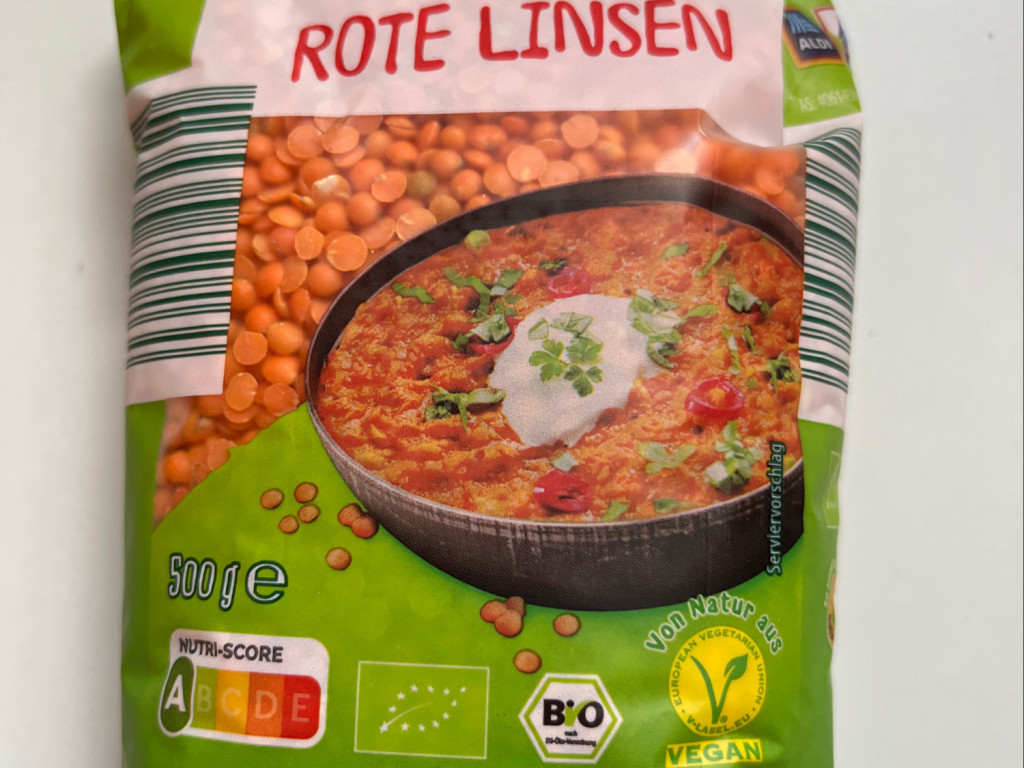 ROTE LINSEN
ALDI
Serviervorschlag
500 g e
Von Natur aus
NUTRI-SCORE
A B C D E
EUROPEAN VEGETARIAN UNION
V-LABEL.EU
BIO
nach
EG-Öko-Verordnung
VEGAN